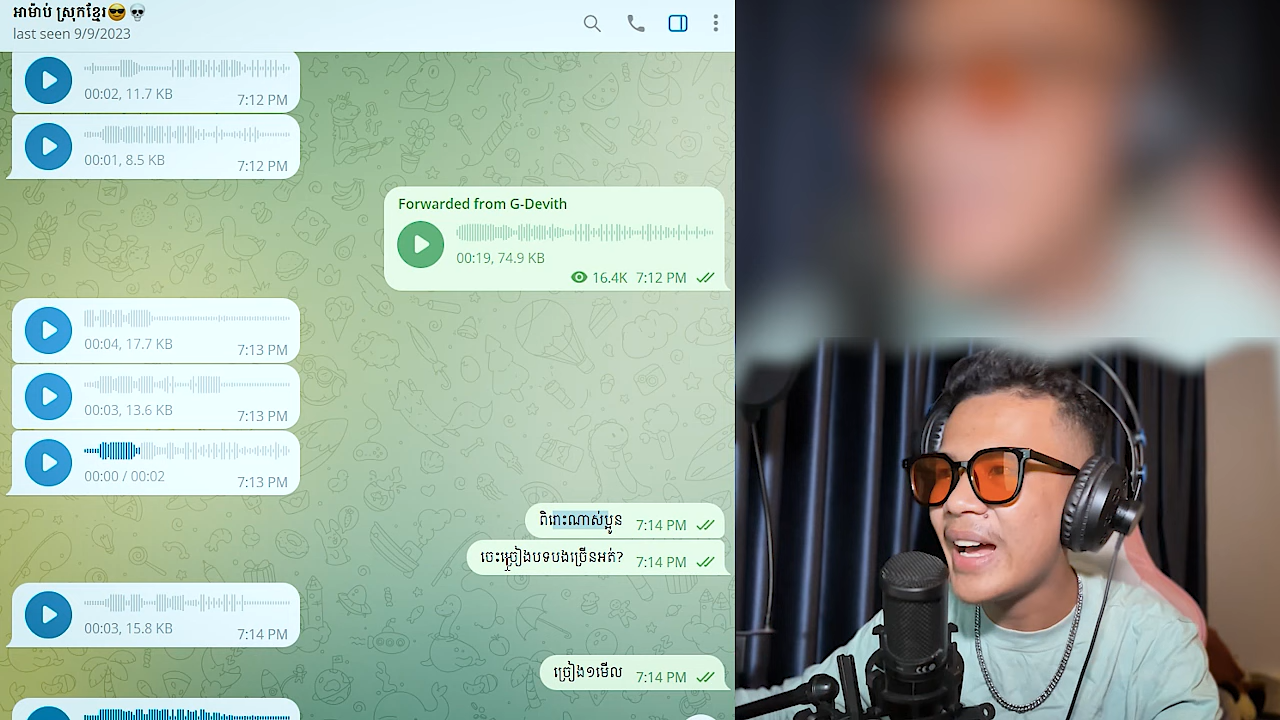 អាម៉ាប់ ស្រុកខ្មែរ😎💀
last seen 9/9/2023
00:02, 11.7 KB
7:12 PM
00:01, 8.5 KB
7:12 PM
Forwarded from G-Devith
00:19, 74.9 KB
16.4K 7:12 PM
00:04, 17.7 KB
7:13 PM
00:03, 13.6 KB
7:13 PM
00:00 / 00:02
7:13 PM
ពិរោះណាស់ប្អូន 7:14 PM
ចេះច្រៀងបទបងច្រើនអត់? 7:14 PM
00:03, 15.8 KB
7:14 PM
ច្រៀង១មើល 7:14 PM